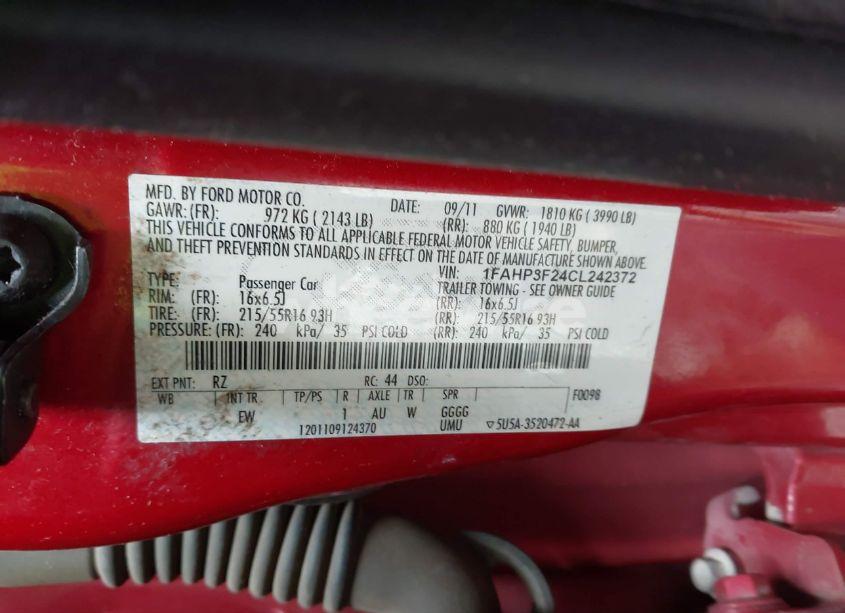 MFD. BY FORD MOTOR CO. DATE: 09/11 GVWR: 1810 KG ( 3990 LB)
GAWR: (FR): 972 KG ( 2143 LB) (RR): 880 KG ( 1940 LB)
THIS VEHICLE CONFORMS TO ALL APPLICABLE FEDERAL MOTOR VEHICLE SAFETY, BUMPER,
AND THEFT PREVENTION STANDARDS IN EFFECT ON THE DATE OF MANUFACTURE SHOWN ABOVE.
VIN: 1FAHP3F24CL242372
TYPE: Passenger Car TRAILER TOWING - SEE OWNER GUIDE
RIM: (FR): 16x6.5J (RR): 16x6.5J
TIRE: (FR): 215/55R16 93H (RR): 215/55R16 93H
PRESSURE: (FR): 240 kPa/ 35 PSI COLD (RR): 240 kPa/ 35 PSI COLD
EXT PNT: RZ RC: 44 DSO: F0098
WB INT TR TP/PS R AXLE TR SPR
EW 1 AU W GGGG
1201109124370 UMU ▽5U5A-3520472-AA